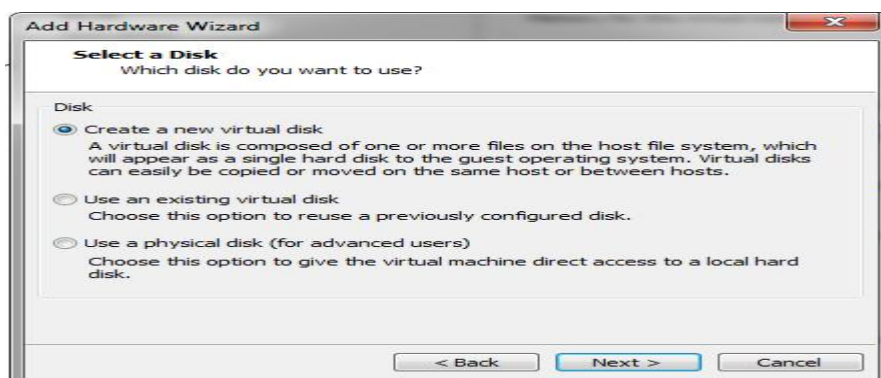 Add Hardware Wizard
Select a Disk
Which disk do you want to use?
Disk
Create a new virtual disk
A virtual disk is composed of one or more files on the host file system, which
will appear as a single hard disk to the guest operating system. Virtual disks
can easily be copied or moved on the same host or between hosts.
Use an existing virtual disk
Choose this option to reuse a previously configured disk.
Use a physical disk (for advanced users)
Choose this option to give the virtual machine direct access to a local hard
disk.
< Back Next > Cancel